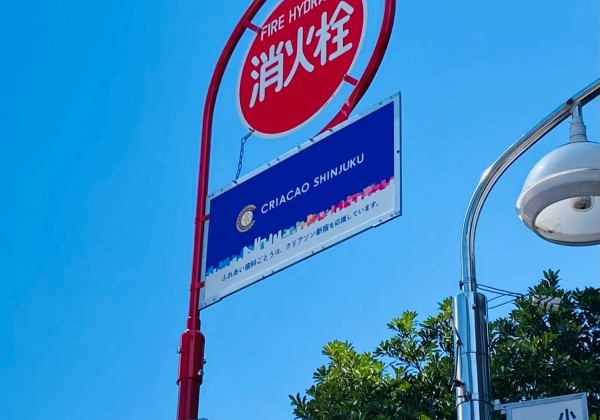 FIRE HYDRA
消火栓
CRIACAO SHINJUKU
ふれあい歯科ごとうは、クリアソン新宿を応援しています。
小